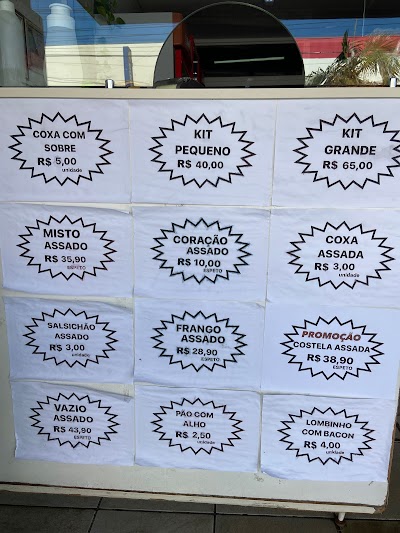 COXA COM
SOBRE
R$ 5,00
unidade
KIT
PEQUENO
R$ 40,00
KIT
GRANDE
R$ 65,00
MISTO
ASSADO
R$ 35,90
ESPETO
CORAÇÃO
ASSADO
R$ 10,00
ESPETO
COXA
ASSADA
R$ 3,00
unidade
SALSICHÃO
ASSADO
R$ 3,00
unidade
FRANGO
ASSADO
R$ 28,90
ESPETO
PROMOÇÃO
COSTELA ASSADA
R$ 38,90
ESPETO
VAZIO
ASSADO
R$ 43,90
ESPETO
PÃO COM
ALHO
R$ 2,50
unidade
LOMBINHO
COM BACON
R$ 4,00
unidade